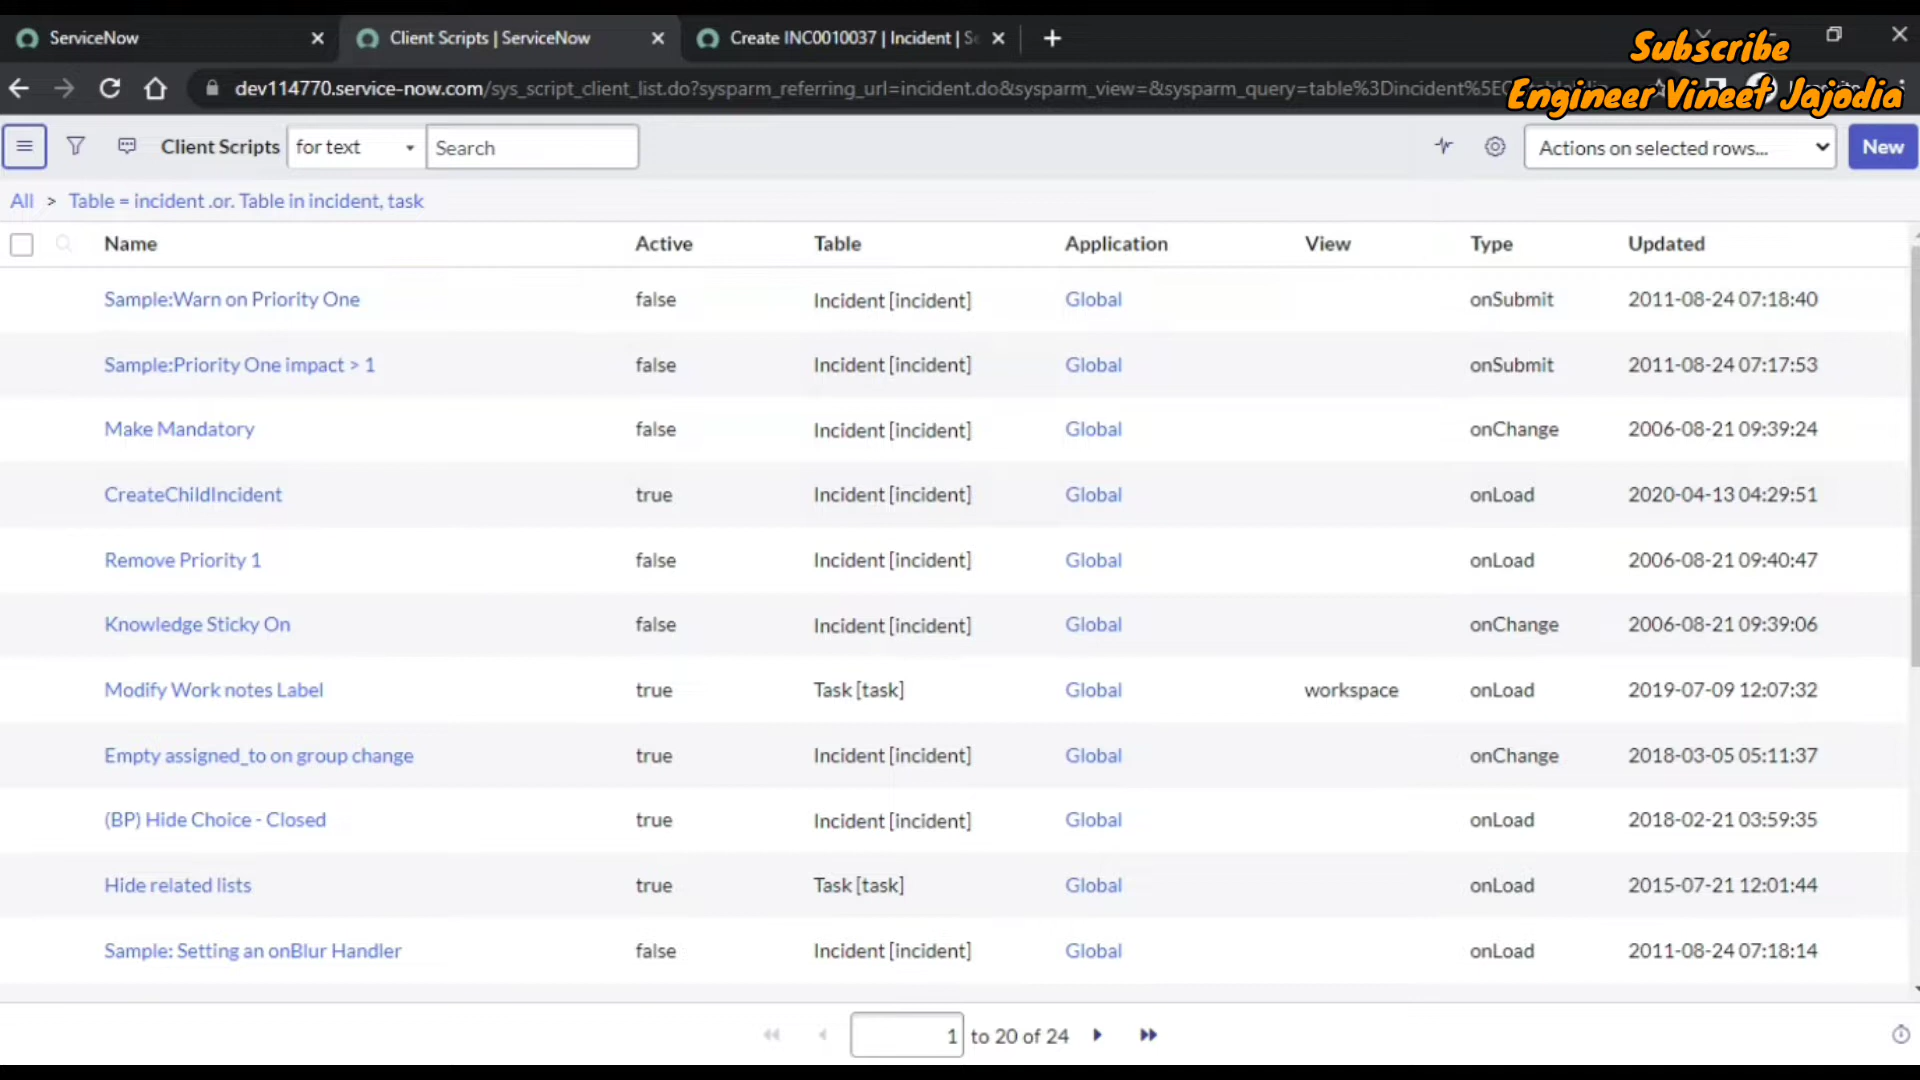 ServiceNow
Client Scripts | ServiceNow
Create INC0010037 | Incident | S
Subscribe
dev114770.service-now.com/sys_script_client_list.do?sysparm_referring_url=incident.do&sysparm_view=&sysparm_query=table%3Dincident%5E
Engineer Vineet Jajodia
Client Scripts for text Search Actions on selected rows... New
All > Table = incident .or. Table in incident, task
Name Active Table Application View Type Updated
Sample:Warn on Priority One false Incident [incident] Global onSubmit 2011-08-24 07:18:40
Sample:Priority One impact > 1 false Incident [incident] Global onSubmit 2011-08-24 07:17:53
Make Mandatory false Incident [incident] Global onChange 2006-08-21 09:39:24
CreateChildIncident true Incident [incident] Global onLoad 2020-04-13 04:29:51
Remove Priority 1 false Incident [incident] Global onLoad 2006-08-21 09:40:47
Knowledge Sticky On false Incident [incident] Global onChange 2006-08-21 09:39:06
Modify Work notes Label true Task [task] Global workspace onLoad 2019-07-09 12:07:32
Empty assigned_to on group change true Incident [incident] Global onChange 2018-03-05 05:11:37
(BP) Hide Choice - Closed true Incident [incident] Global onLoad 2018-02-21 03:59:35
Hide related lists true Task [task] Global onLoad 2015-07-21 12:01:44
Sample: Setting an onBlur Handler false Incident [incident] Global onLoad 2011-08-24 07:18:14
1 to 20 of 24